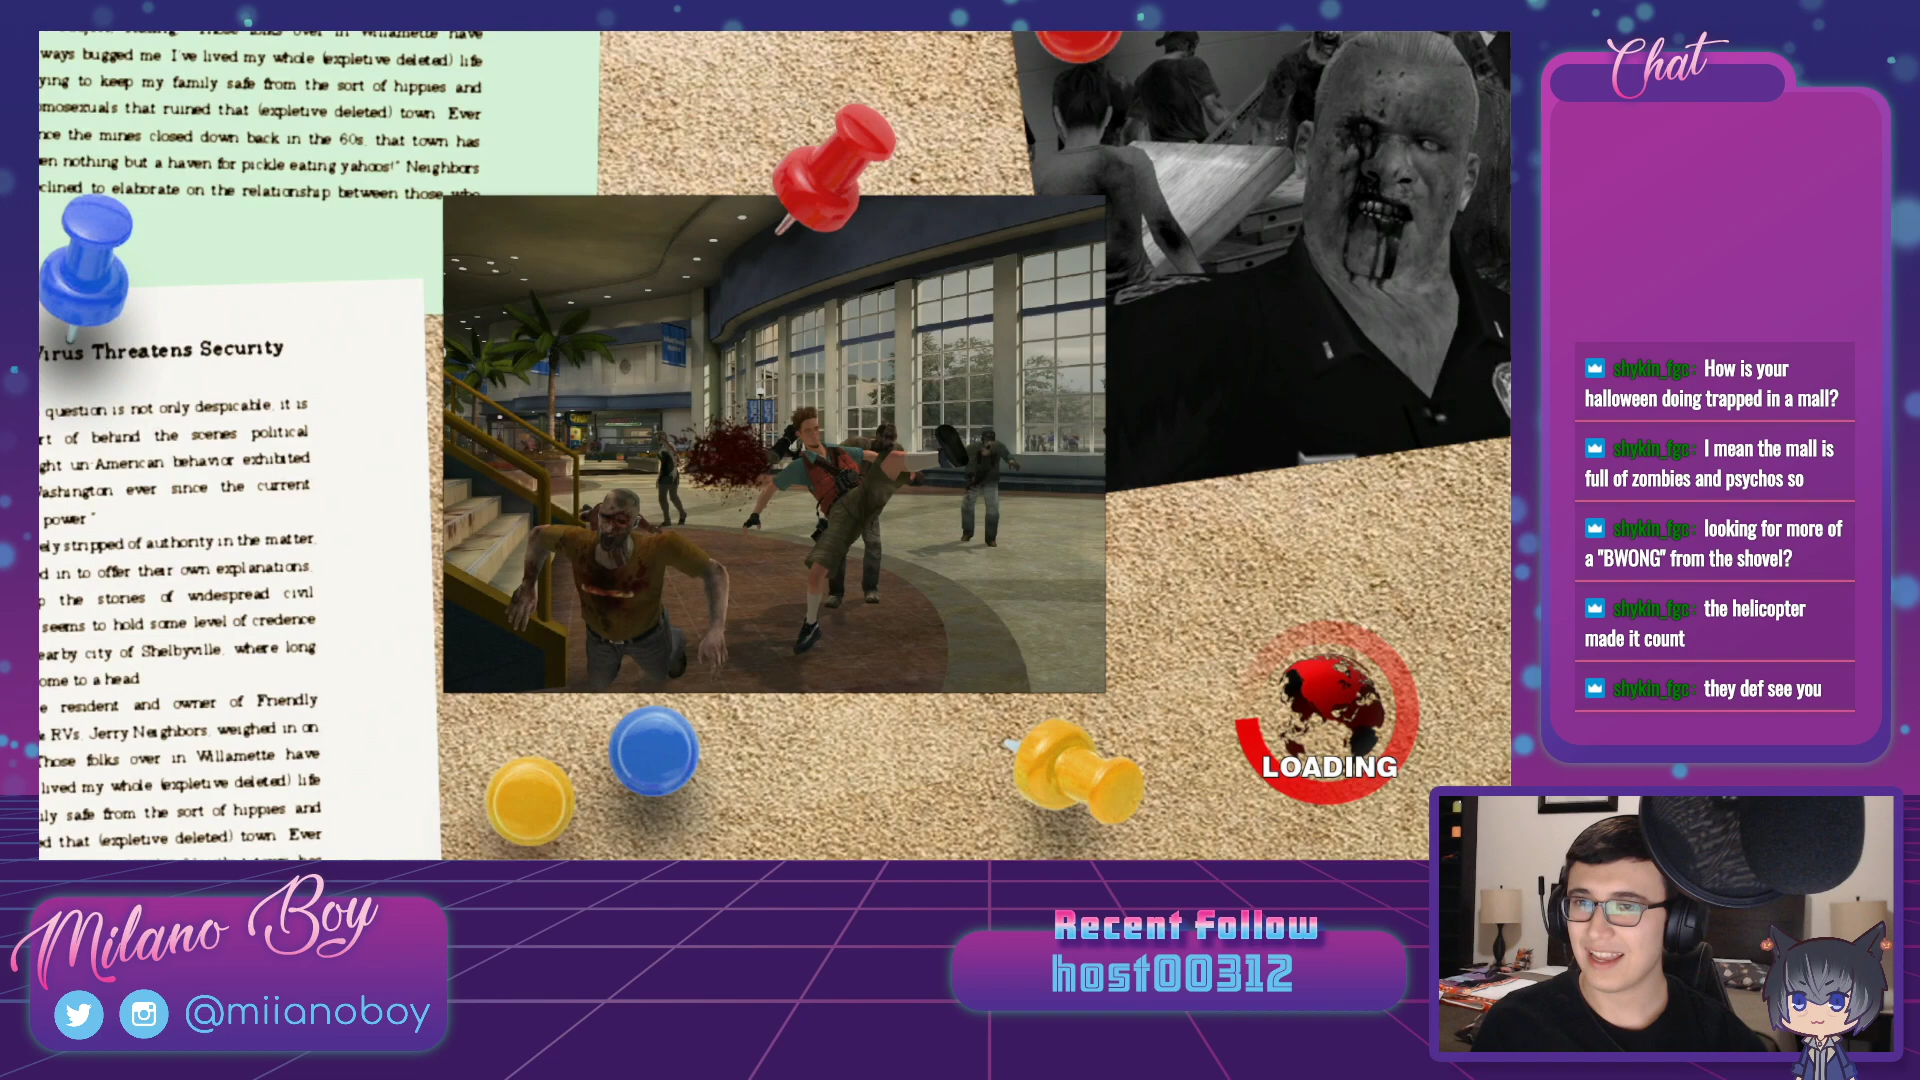 ways bugged me I've lived my whole (expletive deleted) life
ying to keep my family safe from the sort of hippies and
mosexuals that ruined that (expletive deleted) town Ever
nce the mines closed down back in the 60s, that town has
en nothing but a haven for pickle eating yahoos!" Neighbors
clined to elaborate on the relationship between those who
Virus Threatens Security
question is not only despicable, it is
rt of behind the scenes political
ght un-American behavior exhibited
Washington ever since the current
power"
ely stripped of authority in the matter,
d in to offer their own explanations.
the stories of widespread civil
seems to hold some level of credence
earby city of Shelbyville, where long
ome to a head
e resident and owner of Friendly
RVs, Jerry Neighbors, weighed in on
Those folks over in Willamette have
lived my whole (expletive deleted) life
ily safe from the sort of hippies and
d that (expletive deleted) town Ever
LOADING
Chat
shykin_fgc: How is your
halloween doing trapped in a mall?
shykin_fgc: I mean the mall is
full of zombies and psychos so
shykin_fgc: looking for more of
a "BWONG" from the shovel?
shykin_fgc: the helicopter
made it count
shykin_fgc: they def see you
Milano Boy
@miianoboy
Recent Follow
host00312